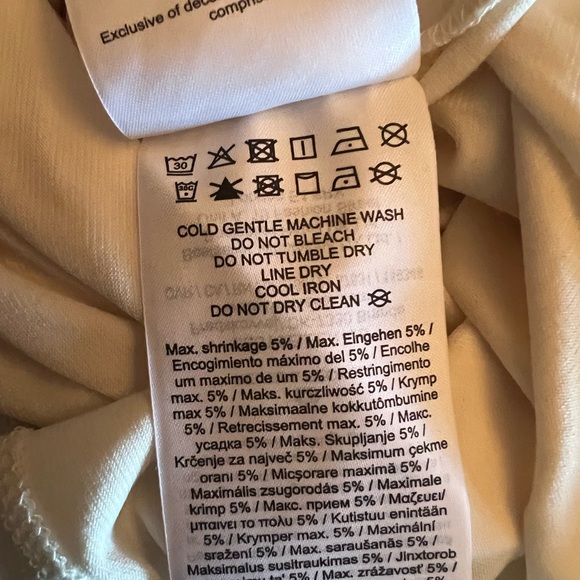 Exclusive of deco
compris
30
30C
COLD GENTLE MACHINE WASH
DO NOT BLEACH
DO NOT TUMBLE DRY
LINE DRY
COOL IRON
DO NOT DRY CLEAN
Max. shrinkage 5% / Max. Eingehen 5% /
Encogimiento máximo del 5% / Encolhe
um maximo de um 5% / Restringimento
max. 5% / Maks. kurczliwość 5% / Krymp
max 5% / Maksimaalne kokkutõmbumine
5% / Retrecissement max. 5% / Макс.
усадка 5% / Maks. Skupljanje 5% /
Krčenje za največ 5% / Maksimum çekme
oranı 5% / Micşorare maximă 5% /
Maximális zsugorodás 5% / Maximale
krimp 5% / Макс. прием 5% / Μαζευει/
μπαινει το πολυ 5% / Kutistuu enintään
5% / Krymper max. 5% / Maximální
sražení 5% / Max. saraušanās 5% /
Maksimalus susitraukimas 5% / Jinxtorob
mu ta' 5% / Max. zrážavosť 5% /